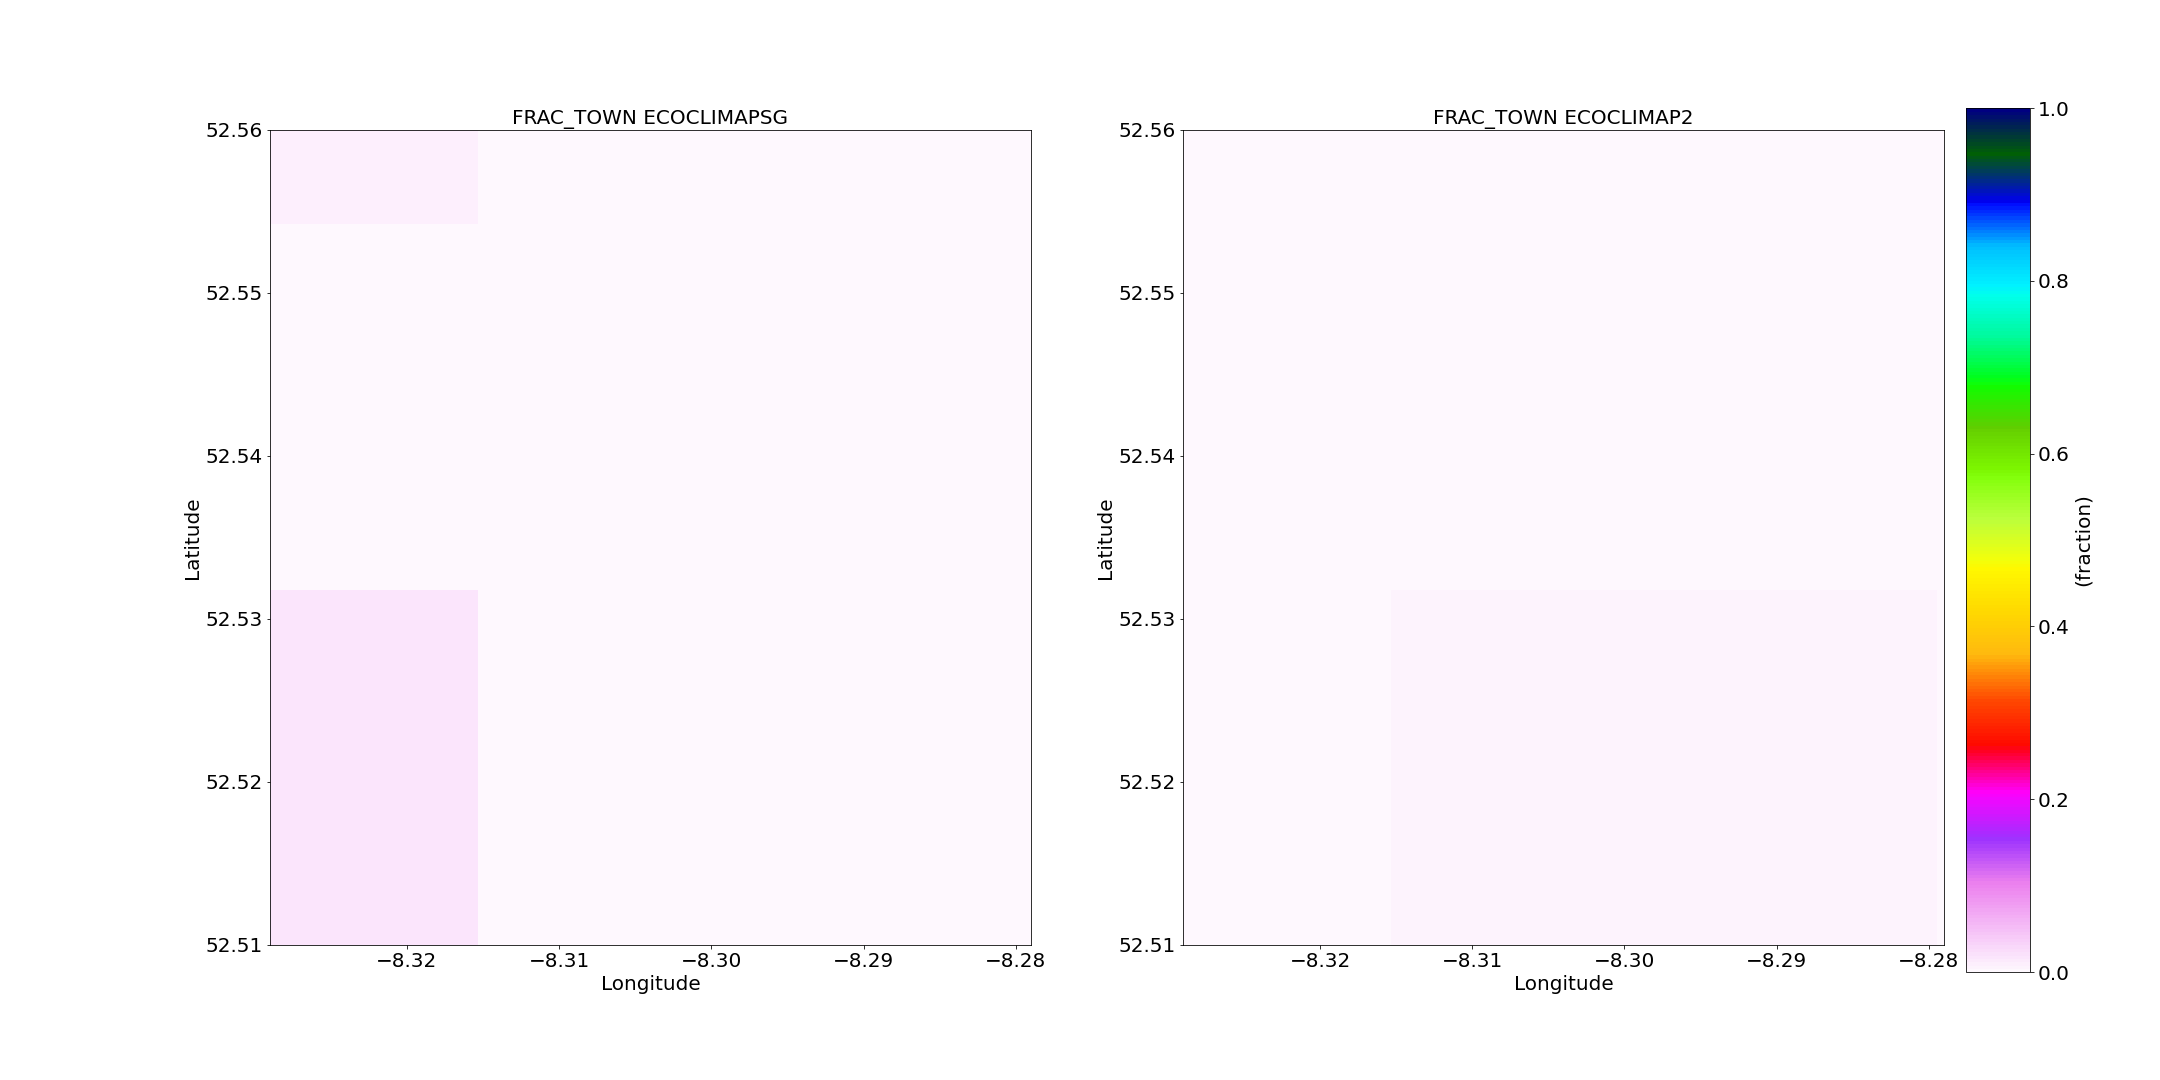 FRAC_TOWN ECOCLIMAPSG
52.56
52.55
52.54
52.53
52.52
52.51
Latitude
−8.32 −8.31 −8.30 −8.29 −8.28
Longitude
FRAC_TOWN ECOCLIMAP2
52.56
52.55
52.54
52.53
52.52
52.51
Latitude
−8.32 −8.31 −8.30 −8.29 −8.28
Longitude
1.0
0.8
0.6
0.4
0.2
0.0
(fraction)